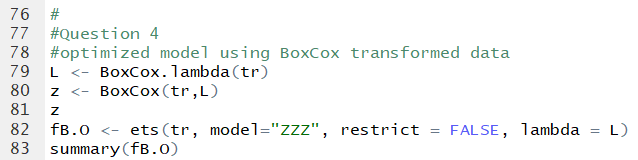 76 #
77 #Question 4
78 #optimized model using BoxCox transformed data
79 L <- BoxCox.lambda(tr)
80 z <- BoxCox(tr,L)
81 z
82 fB.O <- ets(tr, model="ZZZ", restrict = FALSE, lambda = L)
83 summary(fB.O)